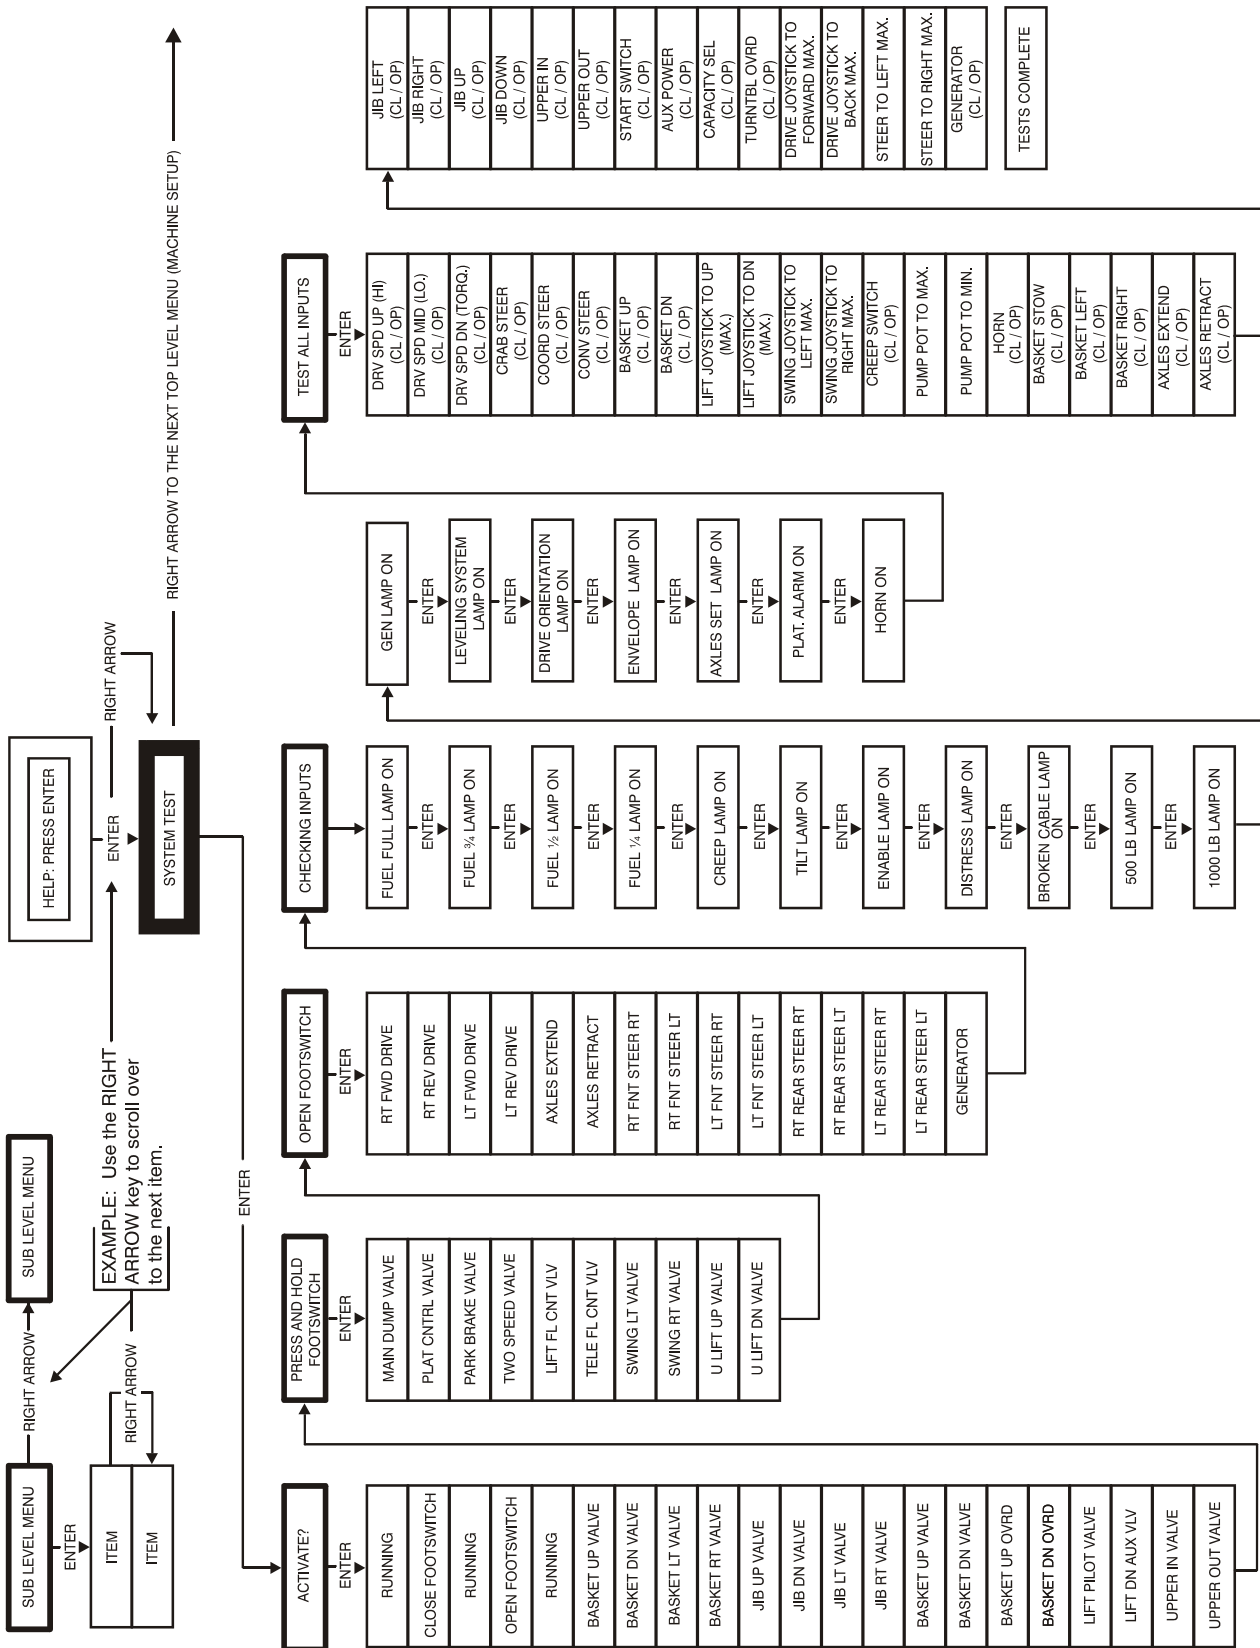 SUB LEVEL MENU
RIGHT ARROW
SUB LEVEL MENU
ENTER
ITEM
ITEM
RIGHT ARROW
EXAMPLE: Use the RIGHT
ARROW key to scroll over
to the next item.
HELP: PRESS ENTER
ENTER
RIGHT ARROW
SYSTEM TEST
RIGHT ARROW TO THE NEXT TOP LEVEL MENU (MACHINE SETUP)
ENTER
ACTIVATE?
ENTER
RUNNING
CLOSE FOOTSWITCH
RUNNING
OPEN FOOTSWITCH
RUNNING
BASKET UP VALVE
BASKET DN VALVE
BASKET LT VALVE
BASKET RT VALVE
JIB UP VALVE
JIB DN VALVE
JIB LT VALVE
JIB RT VALVE
BASKET UP VALVE
BASKET DN VALVE
BASKET UP OVRD
BASKET DN OVRD
LIFT PILOT VALVE
LIFT DN AUX VLV
UPPER IN VALVE
UPPER OUT VALVE
PRESS AND HOLD
FOOTSWITCH
ENTER
MAIN DUMP VALVE
PLAT CNTRL VALVE
PARK BRAKE VALVE
TWO SPEED VALVE
LIFT FL CNT VLV
TELE FL CNT VLV
SWING LT VALVE
SWING RT VALVE
U LIFT UP VALVE
U LIFT DN VALVE
OPEN FOOTSWITCH
ENTER
RT FWD DRIVE
RT REV DRIVE
LT FWD DRIVE
LT REV DRIVE
AXLES EXTEND
AXLES RETRACT
RT FNT STEER RT
RT FNT STEER LT
LT FNT STEER RT
LT FNT STEER LT
RT REAR STEER RT
RT REAR STEER LT
LT REAR STEER RT
LT REAR STEER LT
GENERATOR
CHECKING INPUTS
FUEL FULL LAMP ON
ENTER
FUEL ¾ LAMP ON
ENTER
FUEL ½ LAMP ON
ENTER
FUEL ¼ LAMP ON
ENTER
CREEP LAMP ON
ENTER
TILT LAMP ON
ENTER
ENABLE LAMP ON
ENTER
DISTRESS LAMP ON
ENTER
BROKEN CABLE LAMP
ON
ENTER
500 LB LAMP ON
ENTER
1000 LB LAMP ON
GEN LAMP ON
ENTER
LEVELING SYSTEM
LAMP ON
ENTER
DRIVE ORIENTATION
LAMP ON
ENTER
ENVELOPE LAMP ON
ENTER
AXLES SET LAMP ON
ENTER
PLAT. ALARM ON
ENTER
HORN ON
TEST ALL INPUTS
ENTER
DRV SPD UP (HI)
(CL / OP)
DRV SPD MID (LO.)
(CL / OP)
DRV SPD DN (TORQ.)
(CL / OP)
CRAB STEER
(CL / OP)
COORD STEER
(CL / OP)
CONV STEER
(CL / OP)
BASKET UP
(CL / OP)
BASKET DN
(CL / OP)
LIFT JOYSTICK TO UP
(MAX.)
LIFT JOYSTICK TO DN
(MAX.)
SWING JOYSTICK TO
LEFT MAX.
SWING JOYSTICK TO
RIGHT MAX.
CREEP SWITCH
(CL / OP)
PUMP POT TO MAX.
PUMP POT TO MIN.
HORN
(CL / OP)
BASKET STOW
(CL / OP)
BASKET LEFT
(CL / OP)
BASKET RIGHT
(CL / OP)
AXLES EXTEND
(CL / OP)
AXLES RETRACT
(CL / OP)
JIB LEFT
(CL / OP)
JIB RIGHT
(CL / OP)
JIB UP
(CL / OP)
JIB DOWN
(CL / OP)
UPPER IN
(CL / OP)
UPPER OUT
(CL / OP)
START SWITCH
(CL / OP)
AUX POWER
(CL / OP)
CAPACITY SEL
(CL / OP)
TURNTBL OVRD
(CL / OP)
DRIVE JOYSTICK TO
FORWARD MAX.
DRIVE JOYSTICK TO
BACK MAX.
STEER TO LEFT MAX.
STEER TO RIGHT MAX.
GENERATOR
(CL / OP)
TESTS COMPLETE